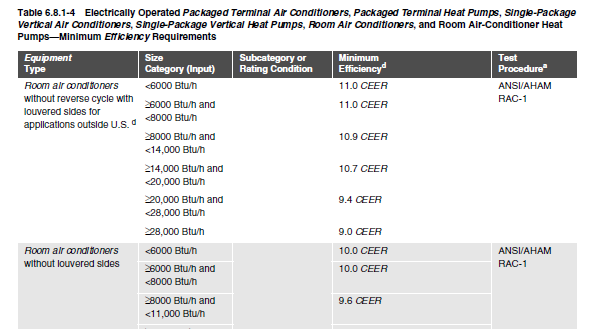 Table 6.8.1-4 Electrically Operated Packaged Terminal Air Conditioners, Packaged Terminal Heat Pumps, Single-Package
Vertical Air Conditioners, Single-Package Vertical Heat Pumps, Room Air Conditioners, and Room Air-Conditioner Heat
Pumps—Minimum Efficiency Requirements
Equipment Type
Size Category (Input)
Subcategory or Rating Condition
Minimum Efficiencyd
Test Procedurea
Room air conditioners
without reverse cycle with
louvered sides for
applications outside U.S. d
<6000 Btu/h
11.0 CEER
ANSI/AHAM
RAC-1
≥6000 Btu/h and
<8000 Btu/h
11.0 CEER
≥8000 Btu/h and
<14,000 Btu/h
10.9 CEER
≥14,000 Btu/h and
<20,000 Btu/h
10.7 CEER
≥20,000 Btu/h and
<28,000 Btu/h
9.4 CEER
≥28,000 Btu/h
9.0 CEER
Room air conditioners
without louvered sides
<6000 Btu/h
10.0 CEER
ANSI/AHAM
RAC-1
≥6000 Btu/h and
<8000 Btu/h
10.0 CEER
≥8000 Btu/h and
<11,000 Btu/h
9.6 CEER